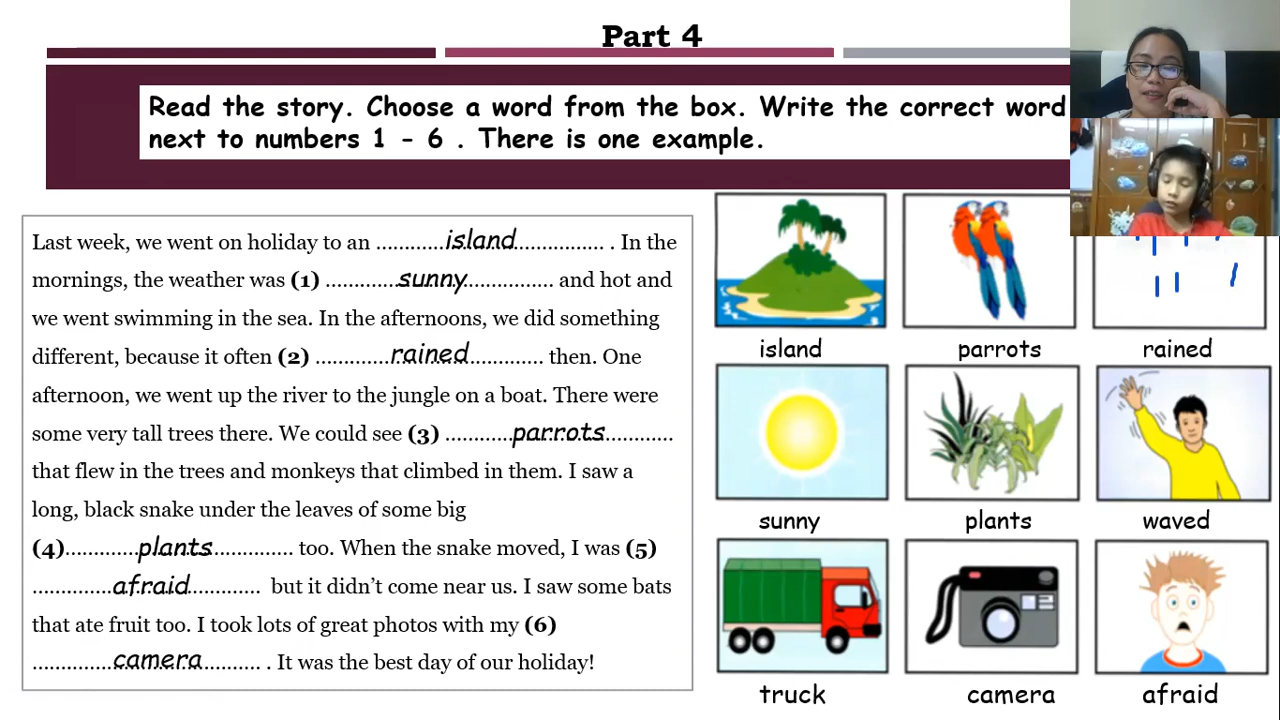 Part 4
Read the story. Choose a word from the box. Write the correct word
next to numbers 1 - 6 . There is one example.
Last week, we went on holiday to an .............island................ . In the
mornings, the weather was (1) .............sunny.............. and hot and
we went swimming in the sea. In the afternoons, we did something
different, because it often (2) .............rained.............. then. One
afternoon, we went up the river to the jungle on a boat. There were
some very tall trees there. We could see (3) ............parrots............
that flew in the trees and monkeys that climbed in them. I saw a
long, black snake under the leaves of some big
(4).............plants.............. too. When the snake moved, I was (5)
..............afraid............. but it didn't come near us. I saw some bats
that ate fruit too. I took lots of great photos with my (6)
..............camera.......... . It was the best day of our holiday!
island
parrots
rained
sunny
plants
waved
truck
camera
afraid